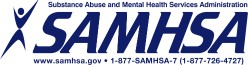 Substance Abuse and Mental Health Services Administration
SAMHSA
www.samhsa.gov • 1-877-SAMHSA-7 (1-877-726-4727)